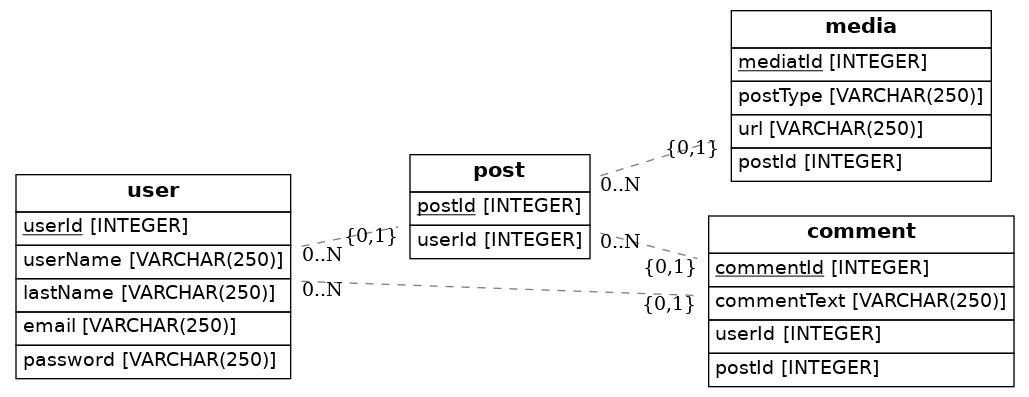 user
userId [INTEGER]
userName [VARCHAR(250)]
lastName [VARCHAR(250)]
email [VARCHAR(250)]
password [VARCHAR(250)]
0..N
{0,1}
0..N
{0,1}
post
postId [INTEGER]
userId [INTEGER]
0..N
{0,1}
0..N
{0,1}
media
mediatId [INTEGER]
postType [VARCHAR(250)]
url [VARCHAR(250)]
postId [INTEGER]
comment
commentId [INTEGER]
commentText [VARCHAR(250)]
userId [INTEGER]
postId [INTEGER]